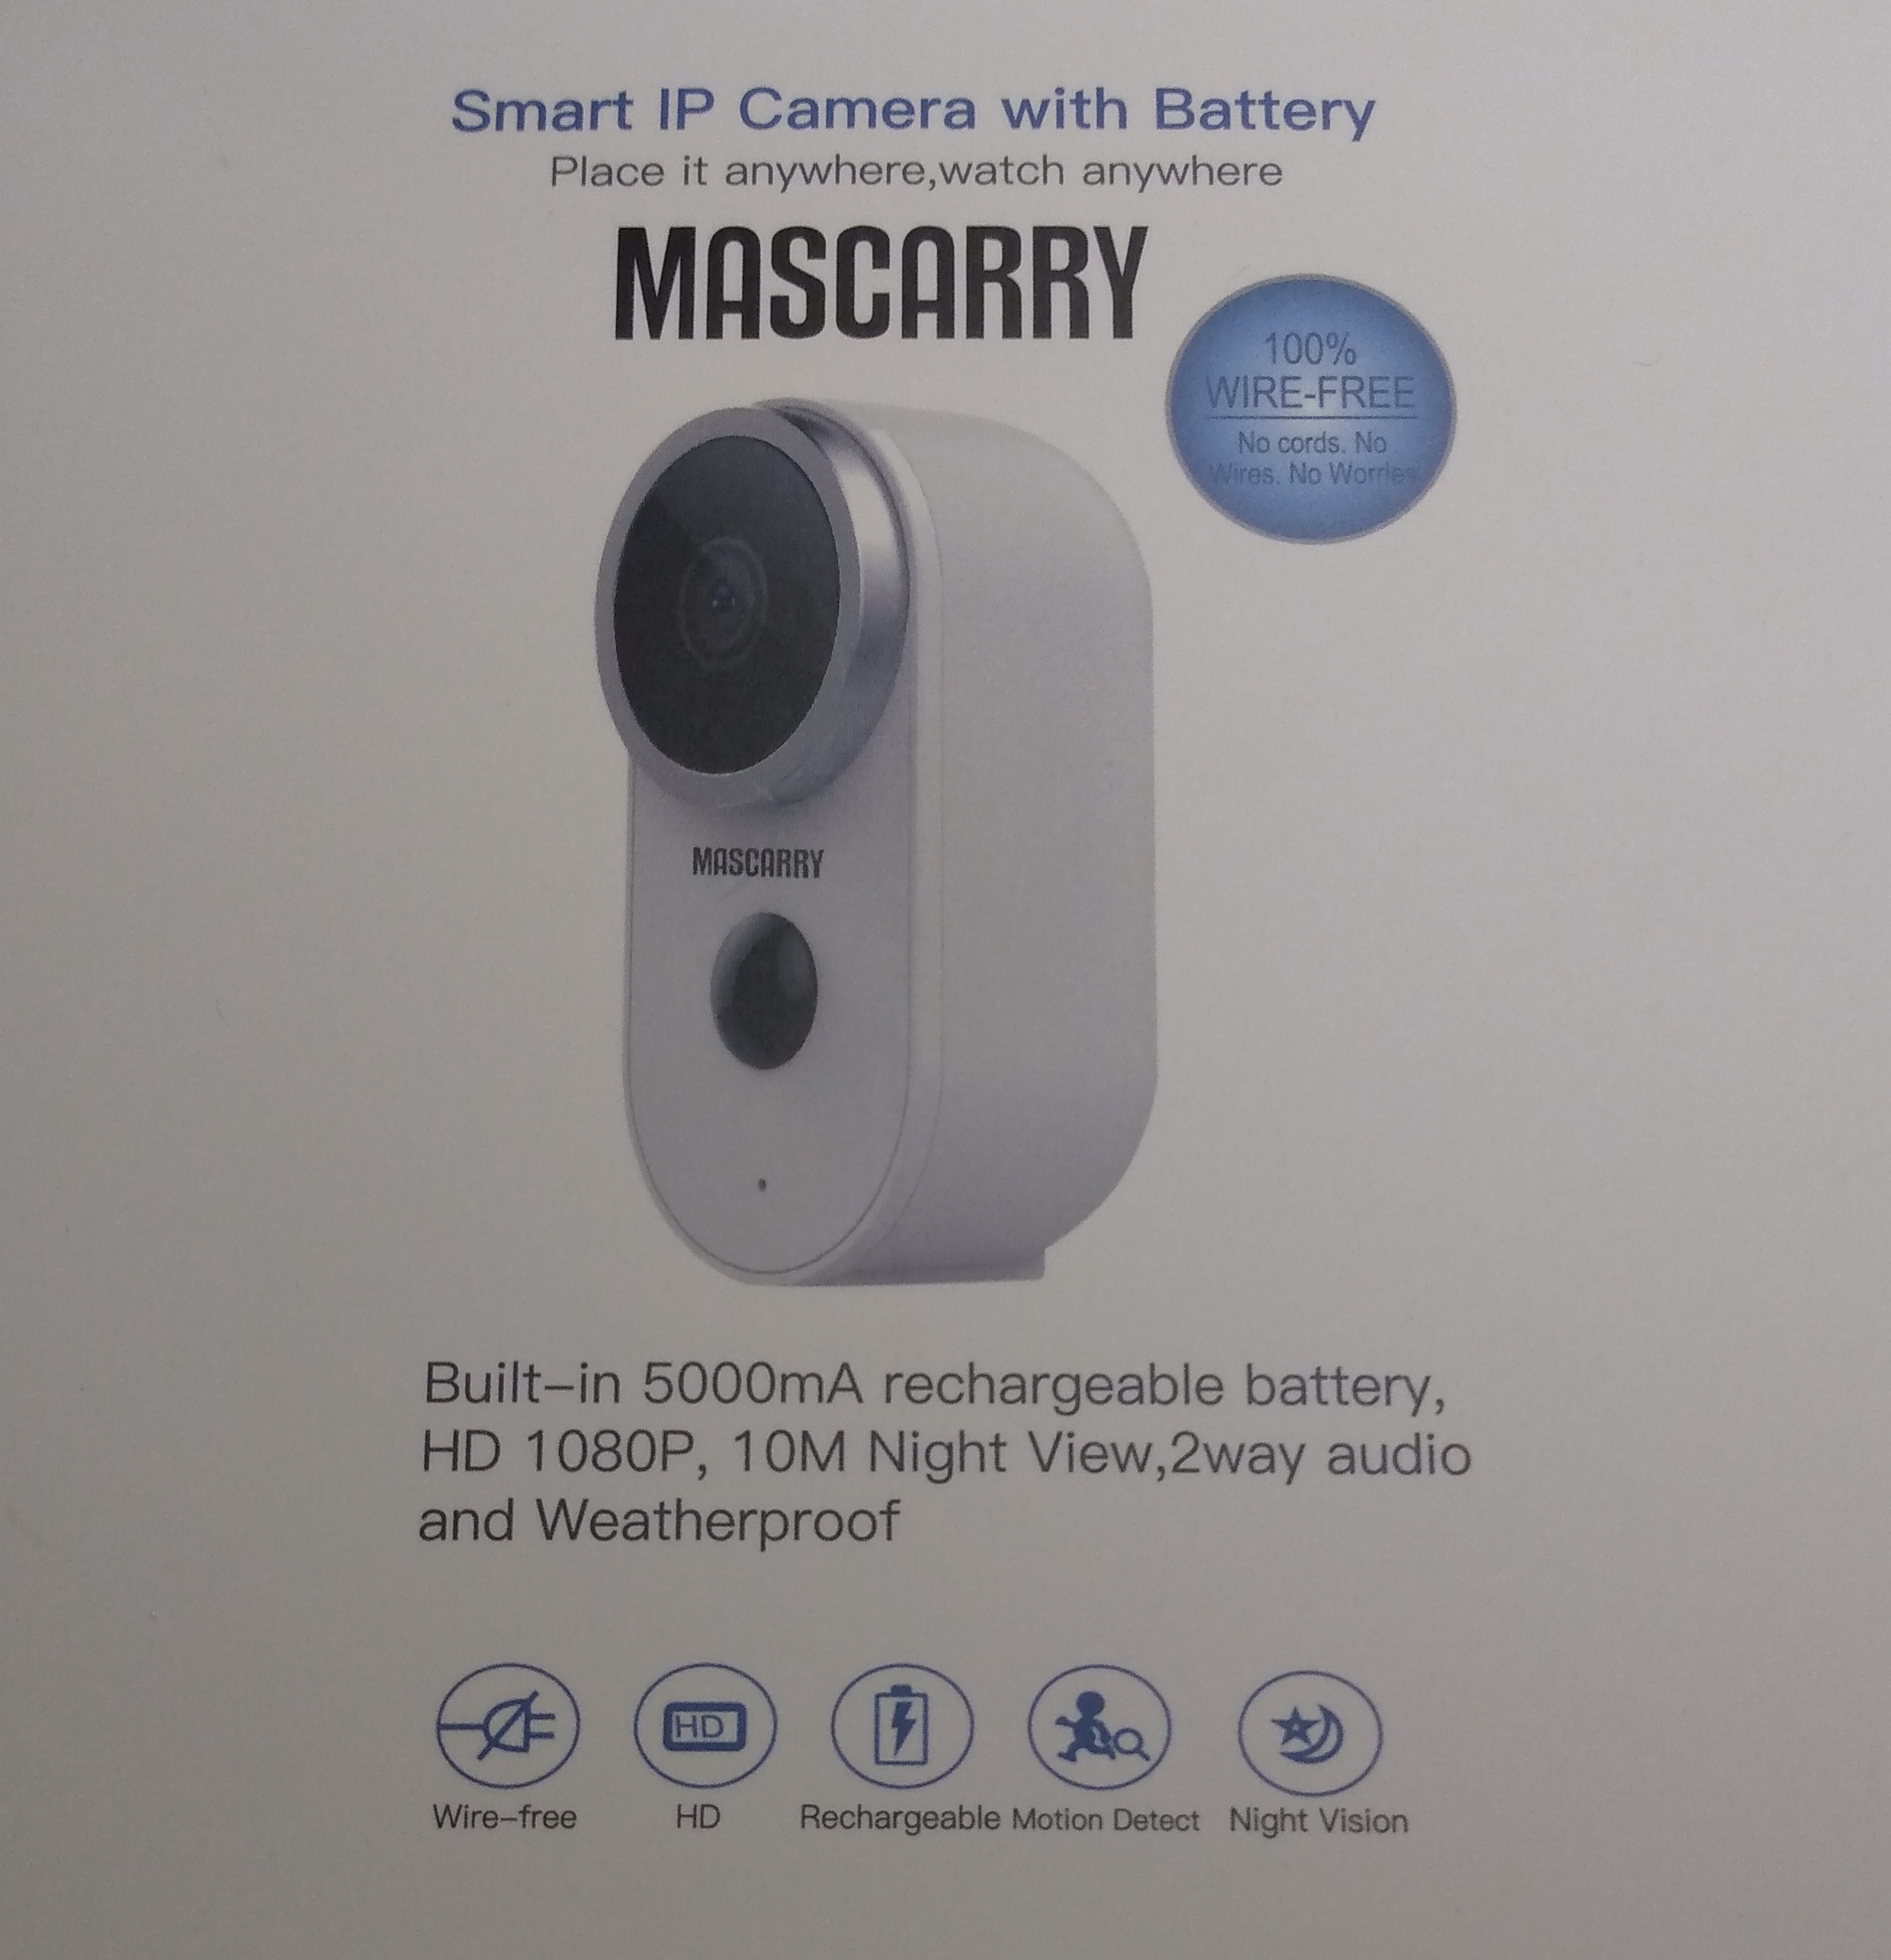 Smart IP Camera with Battery
Place it anywhere,watch anywhere
MASCARRY
100%
WIRE-FREE
No cords. No
Wires. No Worries
MASCARRY
Built-in 5000mA rechargeable battery,
HD 1080P, 10M Night View,2way audio
and Weatherproof
HD
Wire-free HD Rechargeable Motion Detect Night Vision